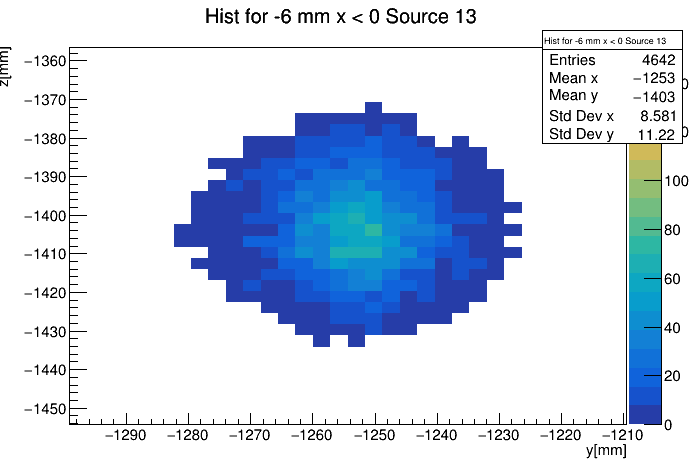 Hist for -6 mm x < 0 Source 13
z[mm]
−1360
−1370
−1380
−1390
−1400
−1410
−1420
−1430
−1440
−1450
−1290
−1280
−1270
−1260
−1250
−1240
−1230
−1220
−1210
y[mm]
Hist for -6 mm x < 0 Source 13
Entries 4642
Mean x −1253
Mean y −1403
Std Dev x 8.581
Std Dev y 11.22
100
80
60
40
20
0